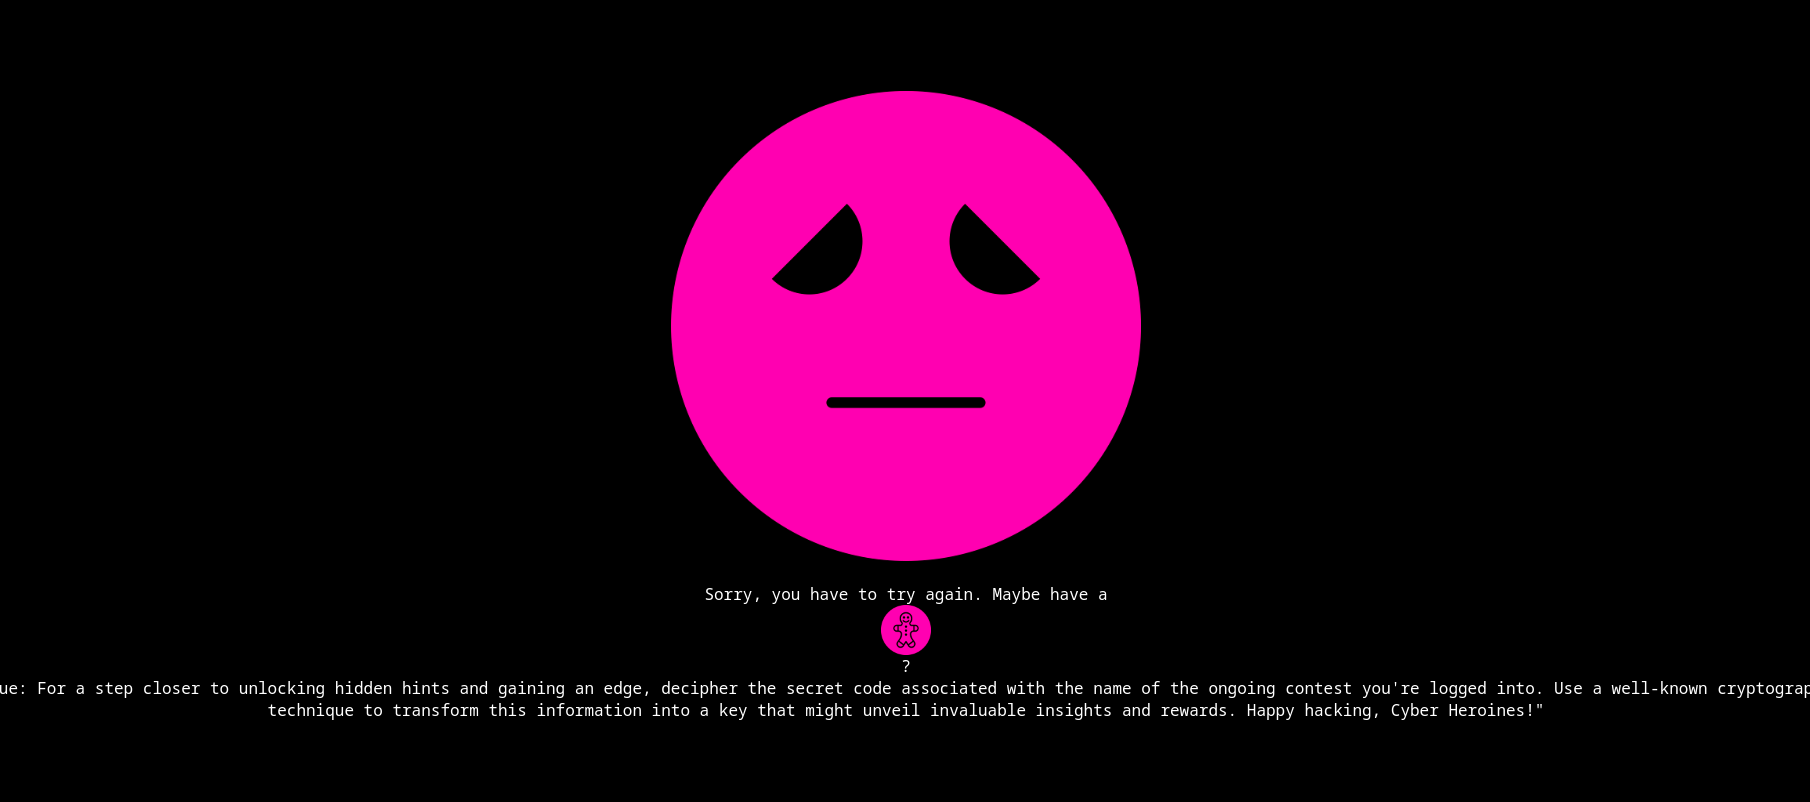 Sorry, you have to try again. Maybe have a
?
For a step closer to unlocking hidden hints and gaining an edge, decipher the secret code associated with the name of the ongoing contest you're logged into. Use a well-known
technique to transform this information into a key that might unveil invaluable insights and rewards. Happy hacking, Cyber Heroines!"